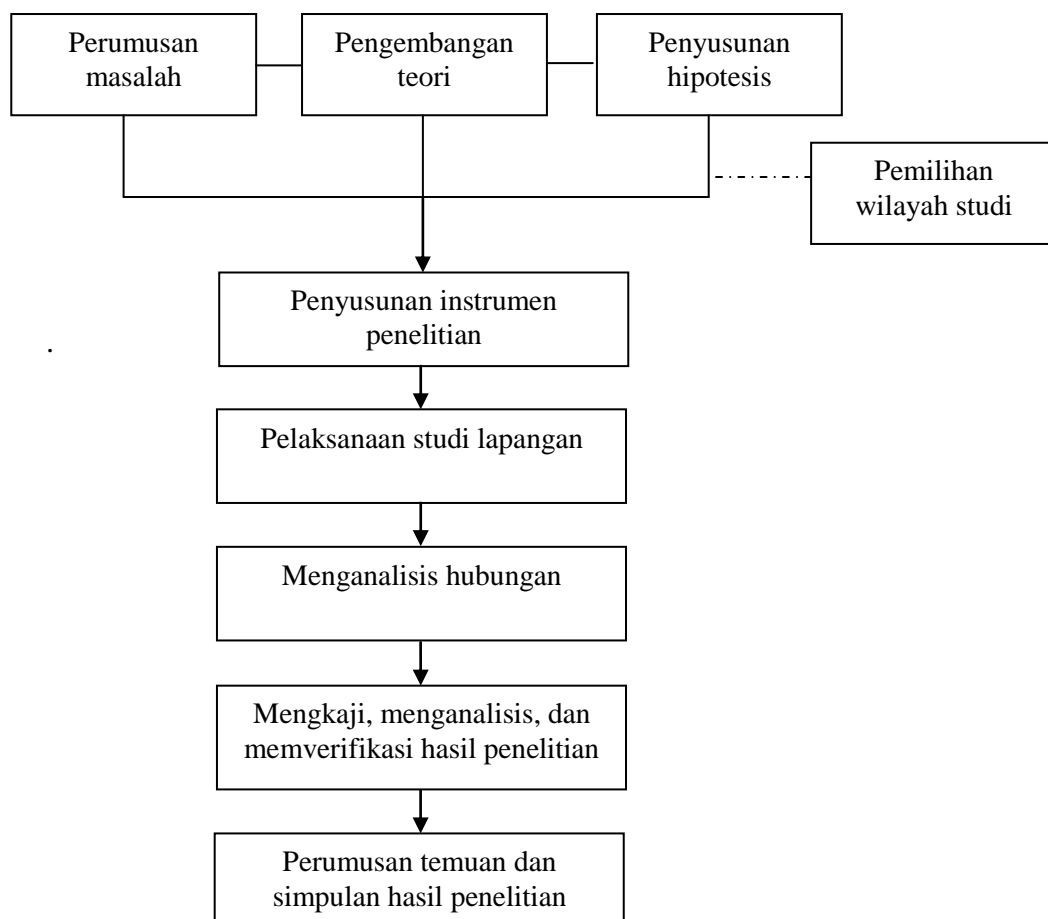 Perumusan
masalah
Pengembangan
teori
Penyusunan
hipotesis
Pemilihan
wilayah studi
Penyusunan instrumen
penelitian
.
Pelaksanaan studi lapangan
Menganalisis hubungan
Mengkaji, menganalisis, dan
memverifikasi hasil penelitian
Perumusan temuan dan
simpulan hasil penelitian